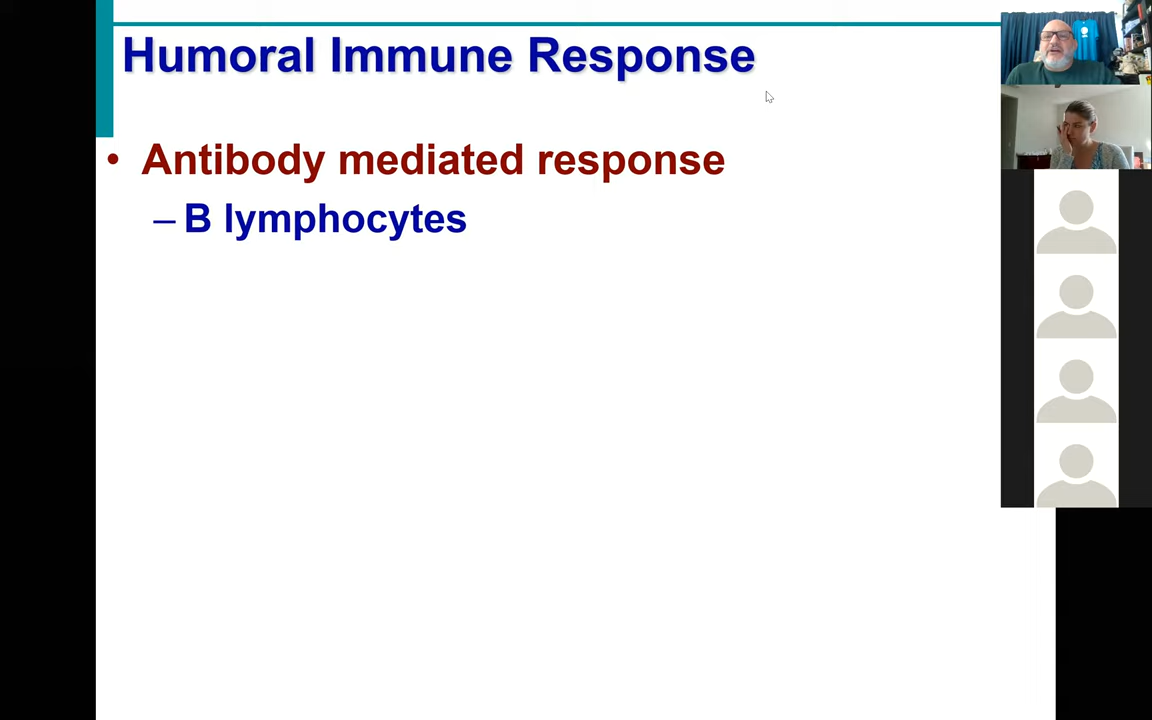 Humoral Immune Response
• Antibody mediated response
– B lymphocytes